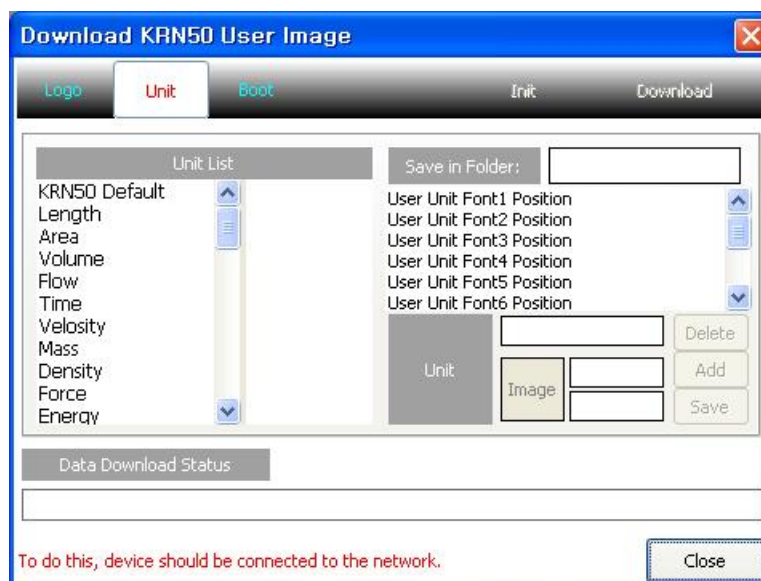 Download KRN50 User Image
Logo Unit Boot Init Download
Unit List
KRN50 Default
Length
Area
Volume
Flow
Time
Velosity
Mass
Density
Force
Energy
Save in Folder:
User Unit Font1 Position
User Unit Font2 Position
User Unit Font3 Position
User Unit Font4 Position
User Unit Font5 Position
User Unit Font6 Position
Unit
Image
Delete
Add
Save
Data Download Status
To do this, device should be connected to the network.
Close